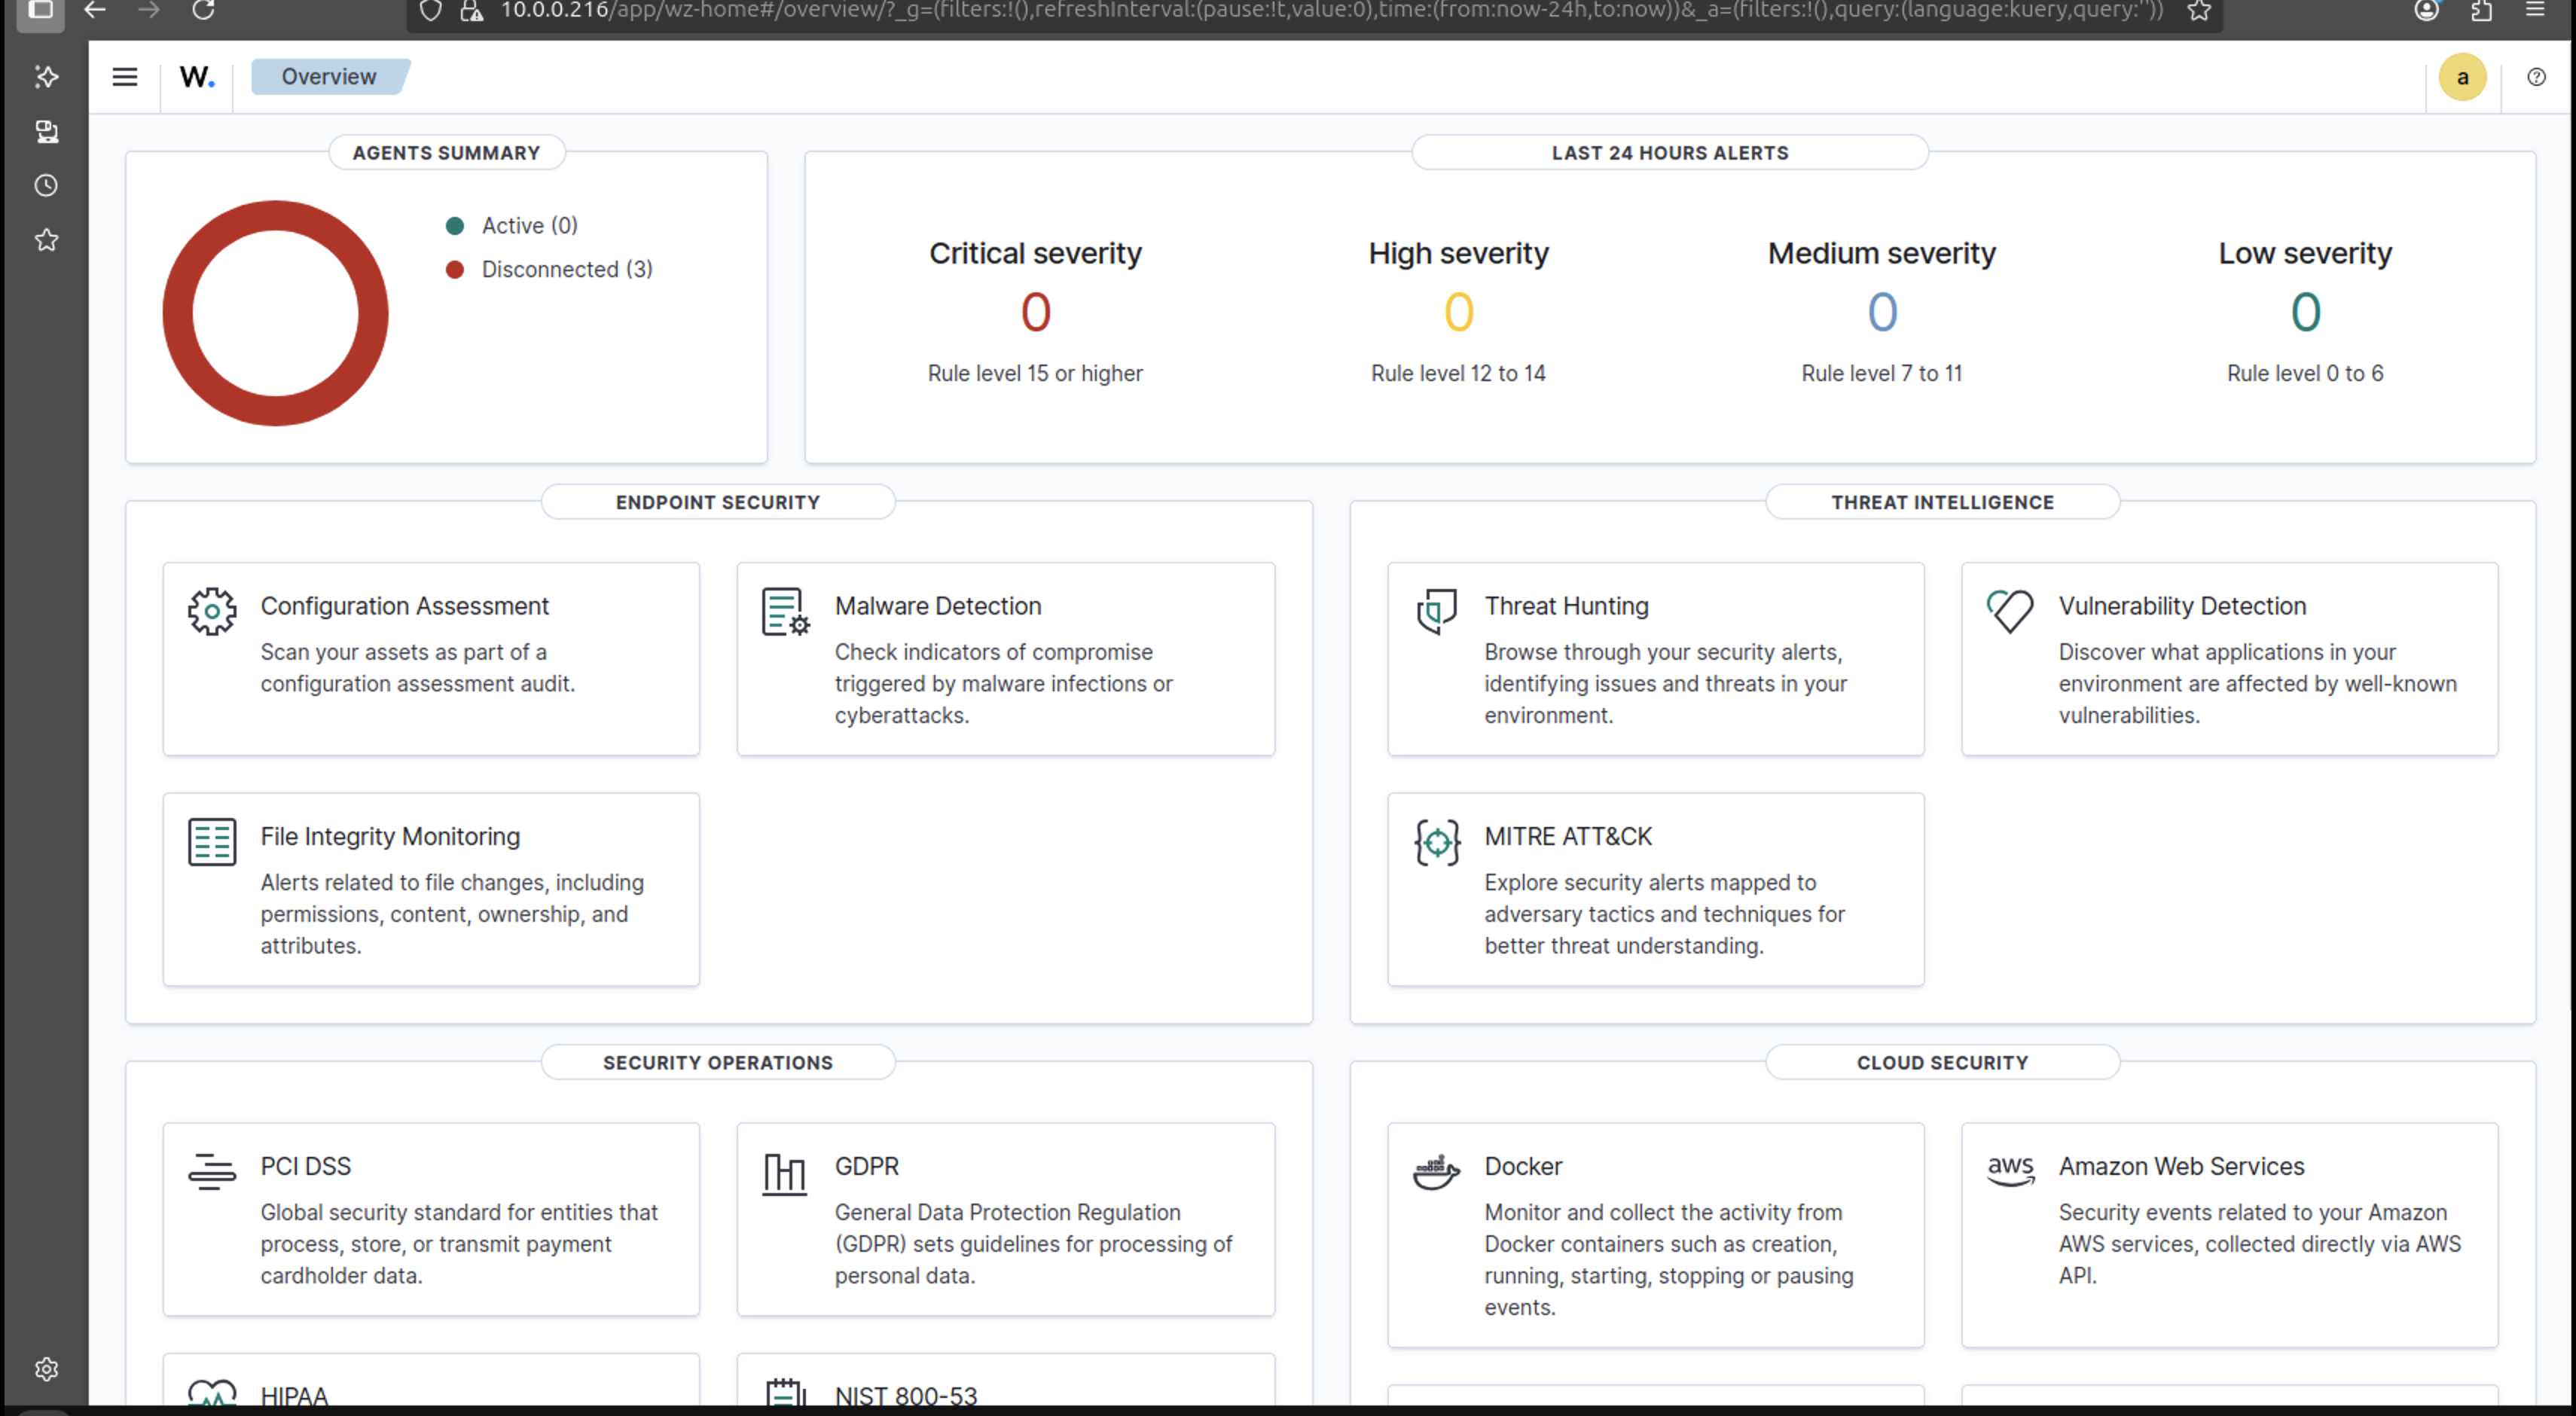 10.0.0.216/app/wz-home#/overview/?_g=(filters:!(),refreshInterval:(pause:!t,value:0),time:(from:now-24h,to:now))&_a=(filters:!(),query:(language:kuery,query:''))
W.
Overview
a
AGENTS SUMMARY
Active (0)
Disconnected (3)
LAST 24 HOURS ALERTS
Critical severity
0
Rule level 15 or higher
High severity
0
Rule level 12 to 14
Medium severity
0
Rule level 7 to 11
Low severity
0
Rule level 0 to 6
ENDPOINT SECURITY
Configuration Assessment
Scan your assets as part of a
configuration assessment audit.
Malware Detection
Check indicators of compromise
triggered by malware infections or
cyberattacks.
File Integrity Monitoring
Alerts related to file changes, including
permissions, content, ownership, and
attributes.
THREAT INTELLIGENCE
Threat Hunting
Browse through your security alerts,
identifying issues and threats in your
environment.
Vulnerability Detection
Discover what applications in your
environment are affected by well-known
vulnerabilities.
MITRE ATT&CK
Explore security alerts mapped to
adversary tactics and techniques for
better threat understanding.
SECURITY OPERATIONS
PCI DSS
Global security standard for entities that
process, store, or transmit payment
cardholder data.
GDPR
General Data Protection Regulation
(GDPR) sets guidelines for processing of
personal data.
HIPAA
NIST 800-53
CLOUD SECURITY
Docker
Monitor and collect the activity from
Docker containers such as creation,
running, starting, stopping or pausing
events.
aws
Amazon Web Services
Security events related to your Amazon
AWS services, collected directly via AWS
API.